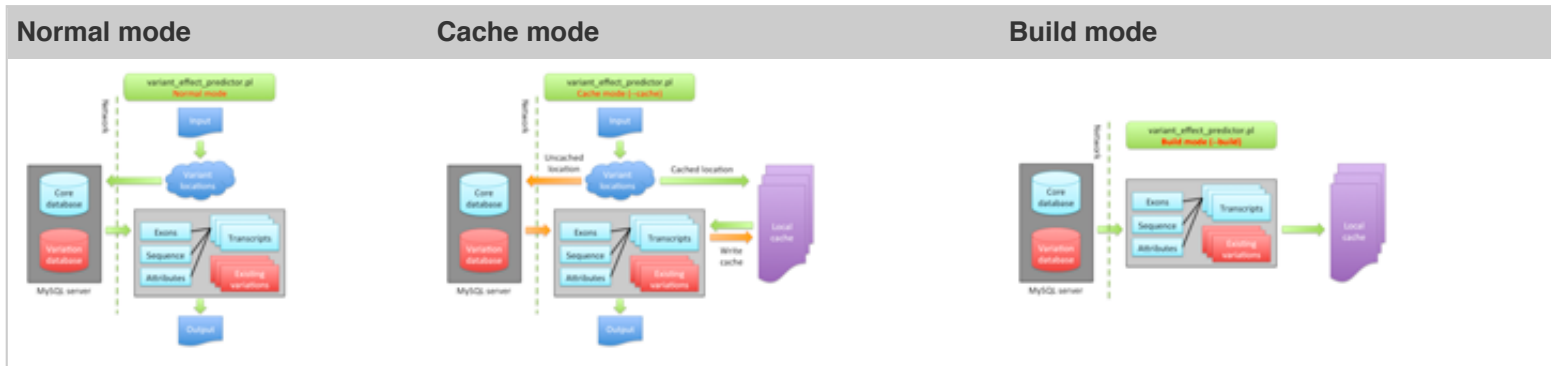 Normal mode
Cache mode
Build mode
variant_effect_predictor.pl
Normal mode
Network
Input
Variant
locations
Core
database
Variation
database
MySQL server
Exons
Sequence
Attributes
Transcripts
Existing
variations
Output
variant_effect_predictor.pl
Cache mode (--cache)
Network
Input
Uncached
location
Variant
locations
Cached location
Core
database
Variation
database
MySQL server
Exons
Sequence
Attributes
Transcripts
Existing
variations
Write
cache
Local
cache
Output
variant_effect_predictor.pl
Build mode (--build)
Network
Core
database
Variation
database
MySQL server
Exons
Sequence
Attributes
Transcripts
Existing
variations
Local
cache